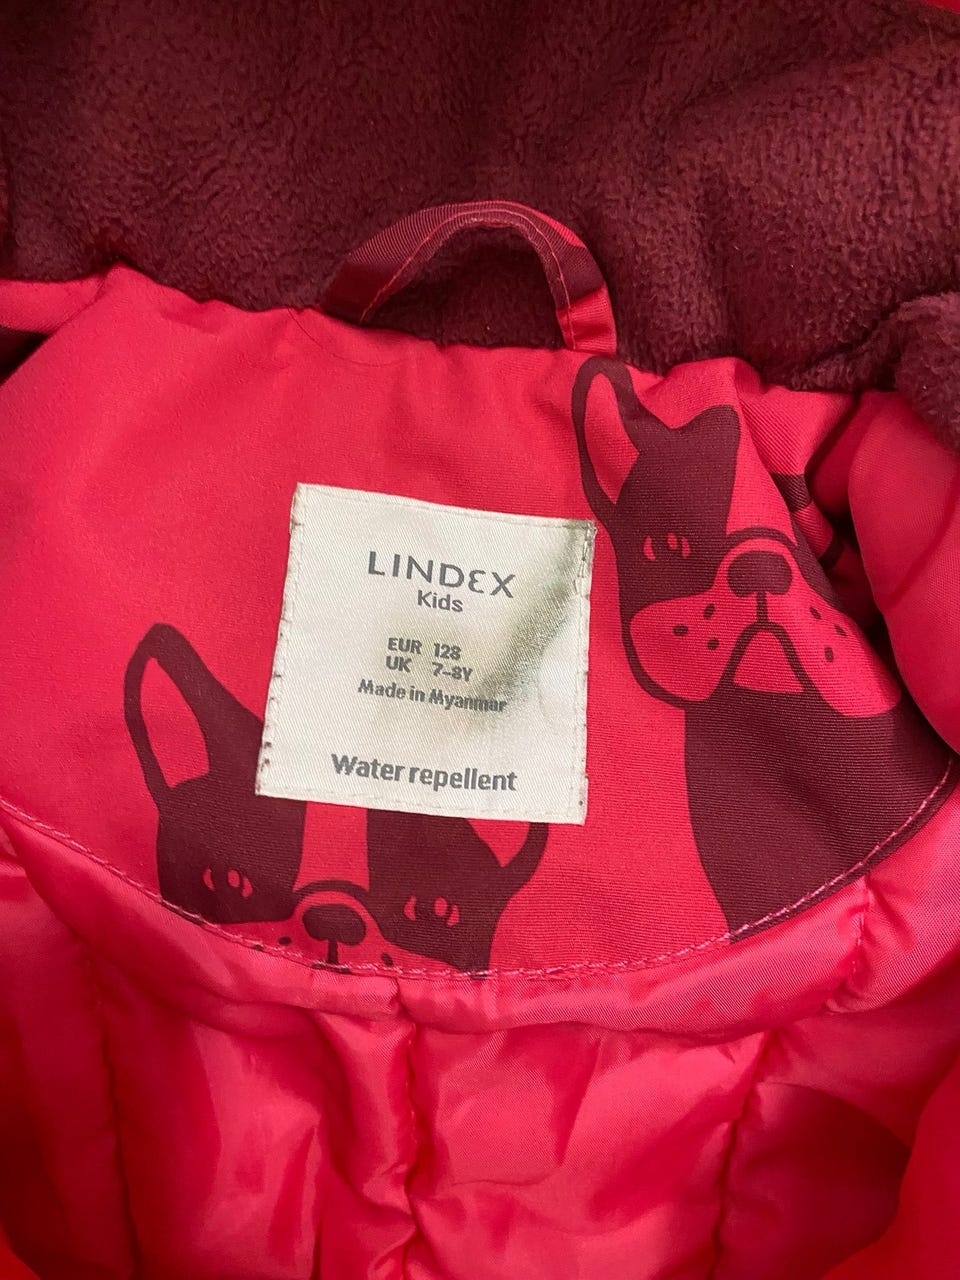 LINDEX
Kids
EUR 128
UK 7-8Y
Made in Myanmar
Water repellent